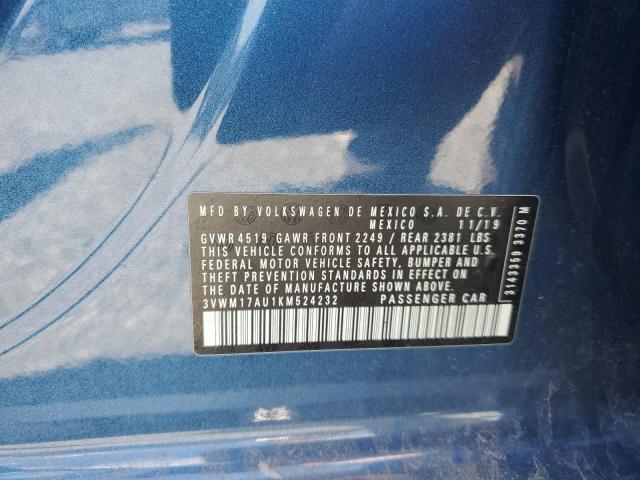 MFD BY VOLKSWAGEN DE MEXICO S.A. DE C.V.
MEXICO 11/19
GVWR 4519 GAWR FRONT 2249 / REAR 2381 LBS
THIS VEHICLE CONFORMS TO ALL APPLICABLE U.S.
FEDERAL MOTOR VEHICLE SAFETY, BUMPER AND
THEFT PREVENTION STANDARDS IN EFFECT ON THE
DATE OF MANUFACTURE SHOWN ABOVE.
3VWM17AU1KM524232 PASSENGER CAR
3143359 3370 M